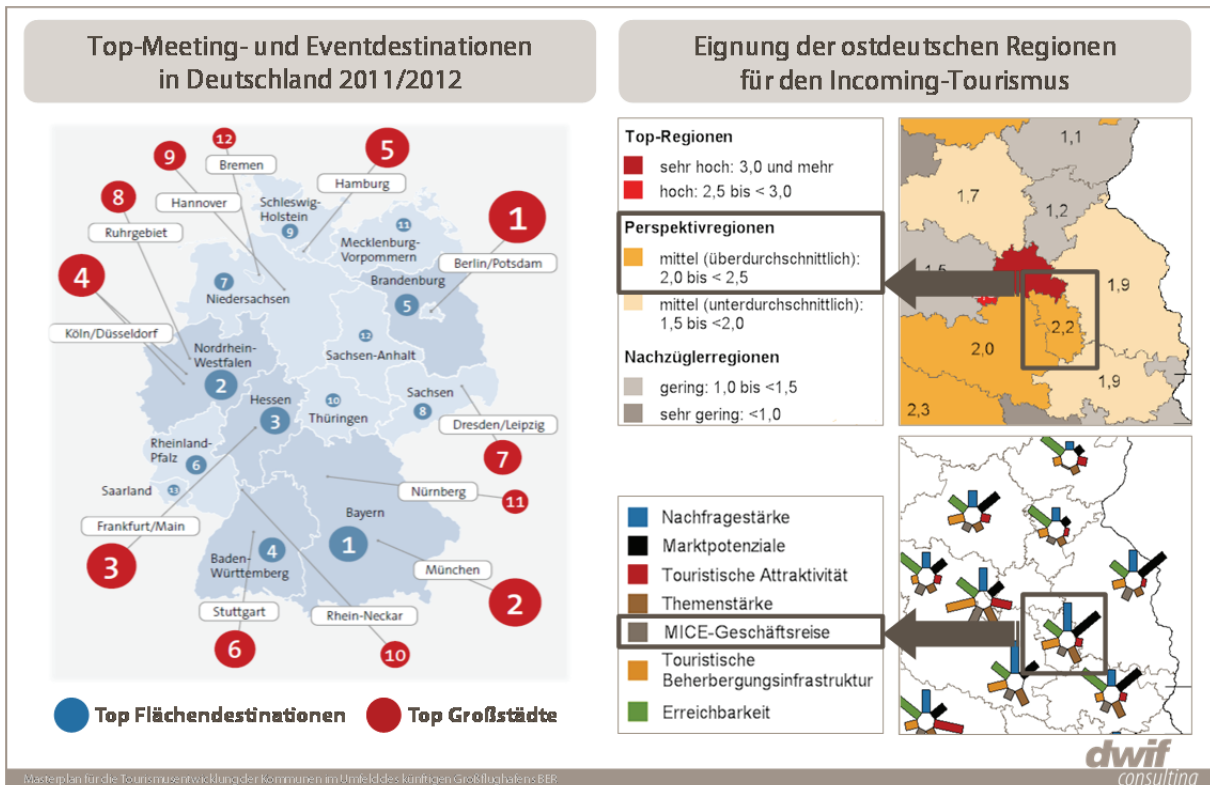 Top-Meeting- und Eventdestinationen
in Deutschland 2011/2012
12
Bremen
9
Hannover
5
Hamburg
8
Ruhrgebiet
Schleswig-
Holstein
9
11
Mecklenburg-
Vorpommern
1
Berlin/Potsdam
Brandenburg
5
7
Niedersachsen
4
Köln/Düsseldorf
12
Sachsen-Anhalt
Nordrhein-
Westfalen
2
Hessen
3
10
Thüringen
Sachsen
8
Dresden/Leipzig
7
Rheinland-
Pfalz
6
Saarland
13
Nürnberg
11
Frankfurt/Main
3
Bayern
1
4
Baden-
Württemberg
München
2
Stuttgart
6
Rhein-Neckar
10
Top Flächendestinationen
Top Großstädte
Eignung der ostdeutschen Regionen
für den Incoming-Tourismus
Top-Regionen
sehr hoch: 3,0 und mehr
hoch: 2,5 bis < 3,0
Perspektivregionen
mittel (überdurchschnittlich):
2,0 bis < 2,5
mittel (unterdurchschnittlich):
1,5 bis <2,0
Nachzüglerregionen
gering: 1,0 bis <1,5
sehr gering: <1,0
1,1
1,7
1,2
1,5
1,9
2,2
2,0
1,9
2,3
Nachfragestärke
Marktpotenziale
Touristische Attraktivität
Themenstärke
MICE-Geschäftsreise
Touristische
Beherbergungsinfrastruktur
Erreichbarkeit
dwif
consulting
Masterplan für die Tourismusentwicklung der Kommunen im Umfeld des künftigen Großflughafens BER